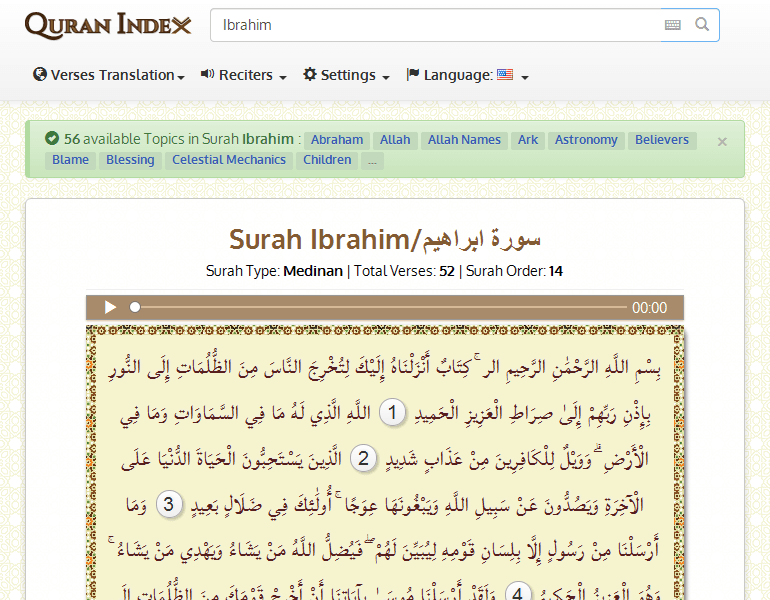 QURAN INDEX
Ibrahim
Verses Translation Reciters Settings Language:
56 available Topics in Surah Ibrahim : Abraham Allah Allah Names Ark Astronomy Believers ×
Blame Blessing Celestial Mechanics Children ...
Surah Ibrahim/سورة ابراهيم
Surah Type: Medinan | Total Verses: 52 | Surah Order: 14
00:00
بِسْمِ اللَّهِ الرَّحْمَٰنِ الرَّحِيمِ الر ۚ كِتَابٌ أَنْزَلْنَاهُ إِلَيْكَ لِتُخْرِجَ النَّاسَ مِنَ الظُّلُمَاتِ إِلَى النُّورِ
بِإِذْنِ رَبِّهِمْ إِلَىٰ صِرَاطِ الْعَزِيزِ الْحَمِيدِ 1 اللَّهِ الَّذِي لَهُ مَا فِي السَّمَاوَاتِ وَمَا فِي
الْأَرْضِ ۗ وَوَيْلٌ لِلْكَافِرِينَ مِنْ عَذَابٍ شَدِيدٍ 2 الَّذِينَ يَسْتَحِبُّونَ الْحَيَاةَ الدُّنْيَا عَلَى
الْآخِرَةِ وَيَصُدُّونَ عَنْ سَبِيلِ اللَّهِ وَيَبْغُونَهَا عِوَجًا ۚ أُولَٰئِكَ فِي ضَلَالٍ بَعِيدٍ 3 وَمَا
أَرْسَلْنَا مِنْ رَسُولٍ إِلَّا بِلِسَانِ قَوْمِهِ لِيُبَيِّنَ لَهُمْ ۖ فَيُضِلُّ اللَّهُ مَنْ يَشَاءُ وَيَهْدِي مَنْ يَشَاءُ ۚ
وَهُوَ الْعَزِيزُ الْحَكِيمُ 4 وَلَقَدْ أَرْسَلْنَا مُوسَىٰ بِآيَاتِنَا أَنْ أَخْرِجْ قَوْمَكَ مِنَ الظُّلُمَاتِ